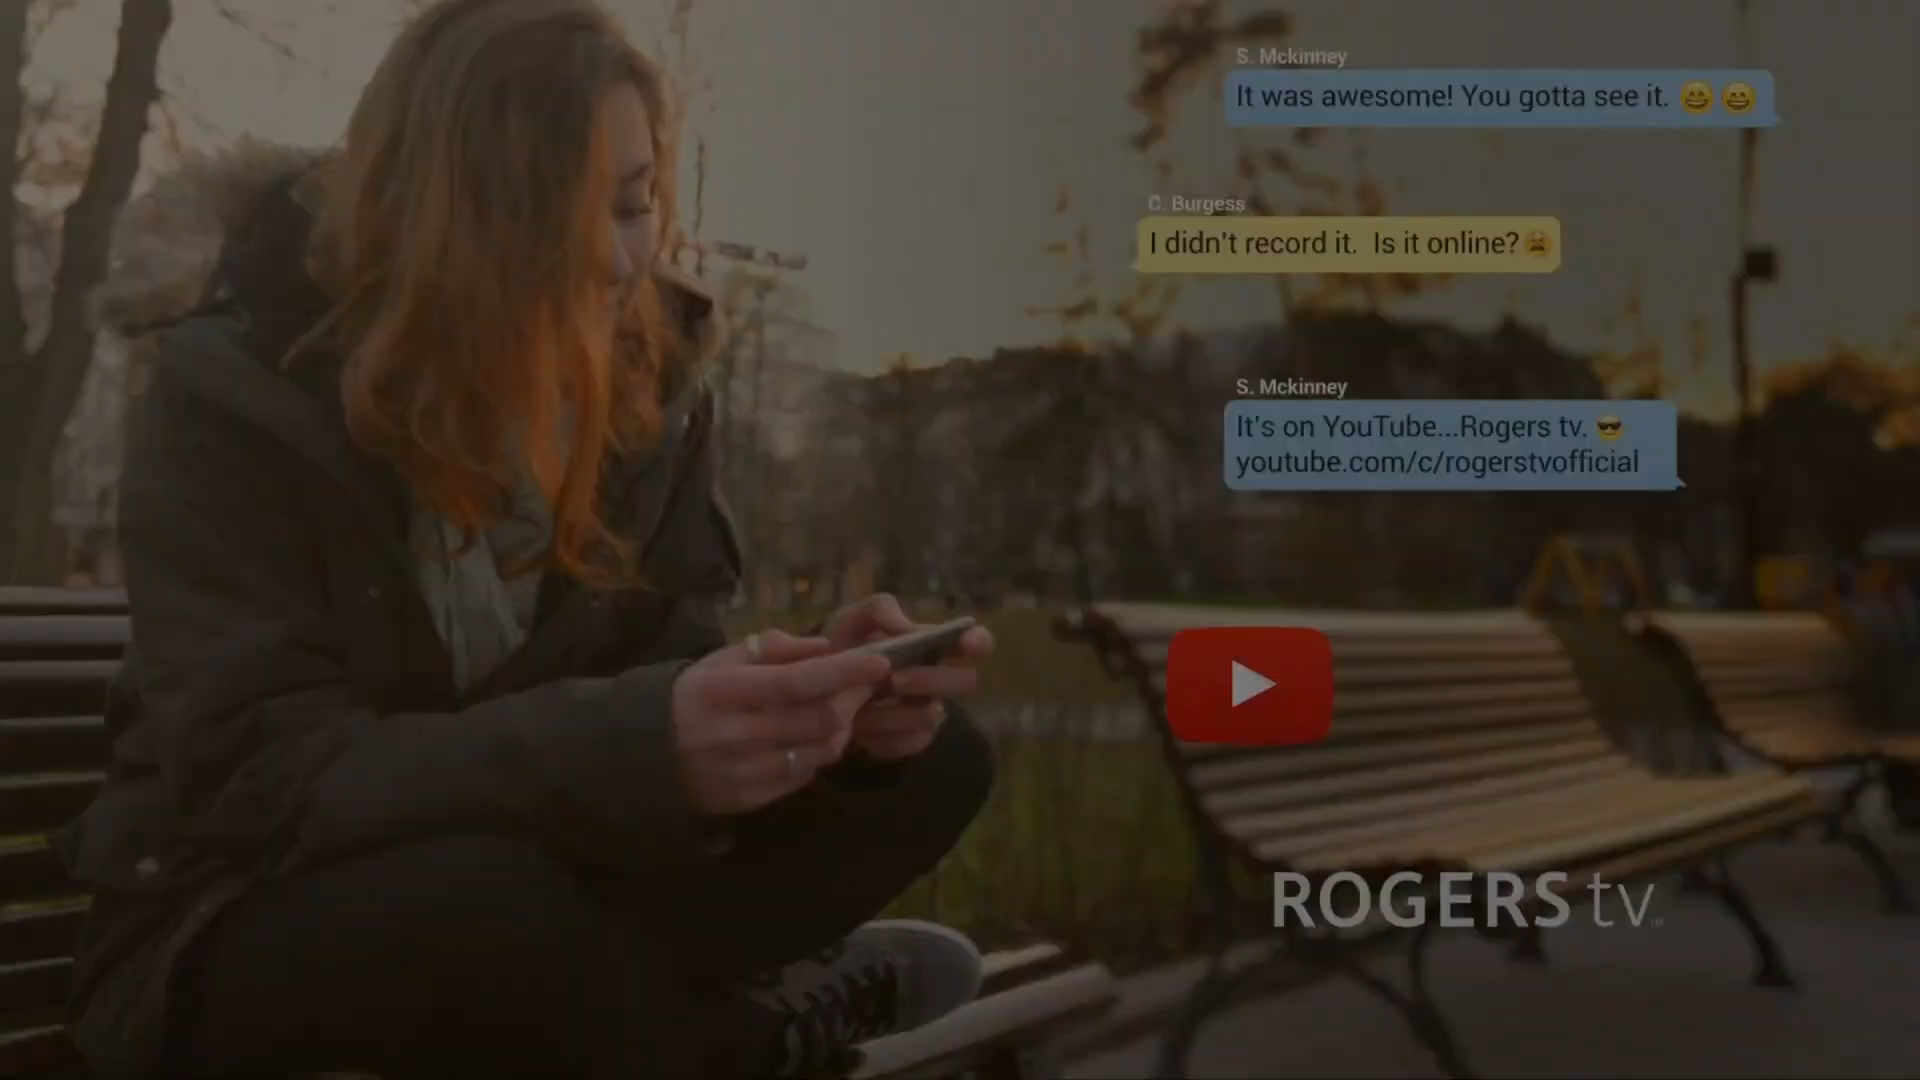 S. Mckinney
It was awesome! You gotta see it. 😄 😄
C. Burgess
I didn't record it.  Is it online? 😫
S. Mckinney
It's on YouTube...Rogers tv. 😎
youtube.com/c/rogerstvofficial
ROGERS tv™